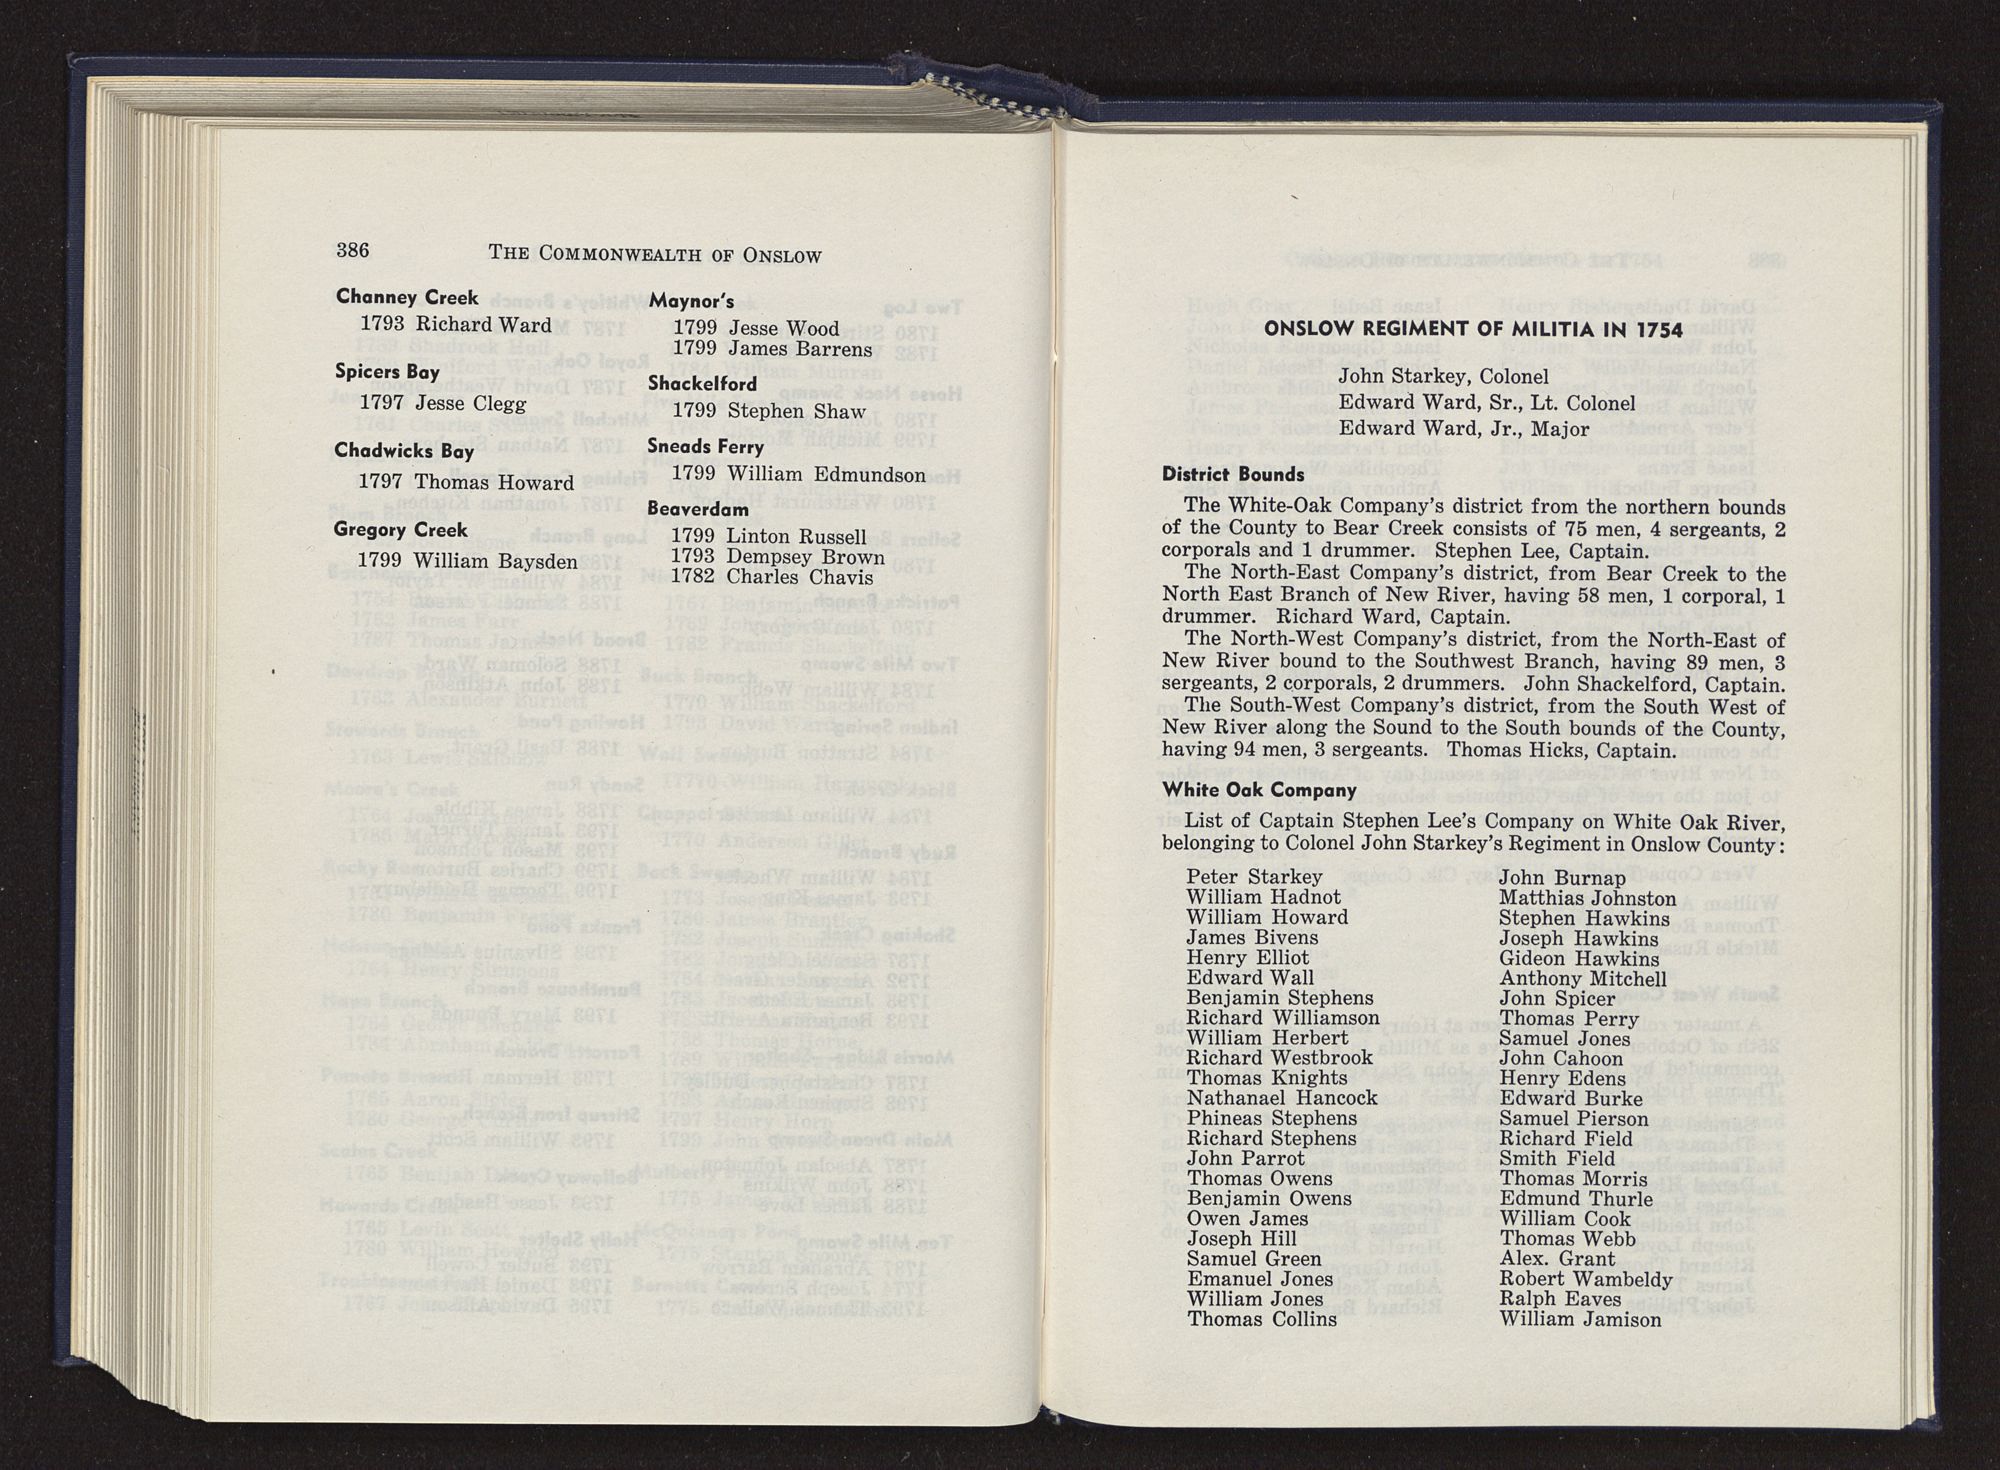 386 THE COMMONWEALTH OF ONSLOW
Channey Creek
1793 Richard Ward
Spicers Bay
1797 Jesse Clegg
Chadwicks Bay
1797 Thomas Howard
Gregory Creek
1799 William Baysden
Maynor's
1799 Jesse Wood
1799 James Barrens
Shackelford
1799 Stephen Shaw
Sneads Ferry
1799 William Edmundson
Beaverdam
1799 Linton Russell
1793 Dempsey Brown
1782 Charles Chavis
ONSLOW REGIMENT OF MILITIA IN 1754
John Starkey, Colonel
Edward Ward, Sr., Lt. Colonel
Edward Ward, Jr., Major
District Bounds
The White-Oak Company's district from the northern bounds
of the County to Bear Creek consists of 75 men, 4 sergeants, 2
corporals and 1 drummer. Stephen Lee, Captain.
The North-East Company's district, from Bear Creek to the
North East Branch of New River, having 58 men, 1 corporal, 1
drummer. Richard Ward, Captain.
The North-West Company's district, from the North-East of
New River bound to the Southwest Branch, having 89 men, 3
sergeants, 2 corporals, 2 drummers. John Shackelford, Captain.
The South-West Company's district, from the South West of
New River along the Sound to the South bounds of the County,
having 94 men, 3 sergeants. Thomas Hicks, Captain.
White Oak Company
List of Captain Stephen Lee's Company on White Oak River,
belonging to Colonel John Starkey's Regiment in Onslow County:
Peter Starkey
William Hadnot
William Howard
James Bivens
Henry Elliot
Edward Wall
Benjamin Stephens
Richard Williamson
William Herbert
Richard Westbrook
Thomas Knights
Nathanael Hancock
Phineas Stephens
Richard Stephens
John Parrot
Thomas Owens
Benjamin Owens
Owen James
Joseph Hill
Samuel Green
Emanuel Jones
William Jones
Thomas Collins
John Burnap
Matthias Johnston
Stephen Hawkins
Joseph Hawkins
Gideon Hawkins
Anthony Mitchell
John Spicer
Thomas Perry
Samuel Jones
John Cahoon
Henry Edens
Edward Burke
Samuel Pierson
Richard Field
Smith Field
Thomas Morris
Edmund Thurle
William Cook
Thomas Webb
Alex. Grant
Robert Wambeldy
Ralph Eaves
William Jamison